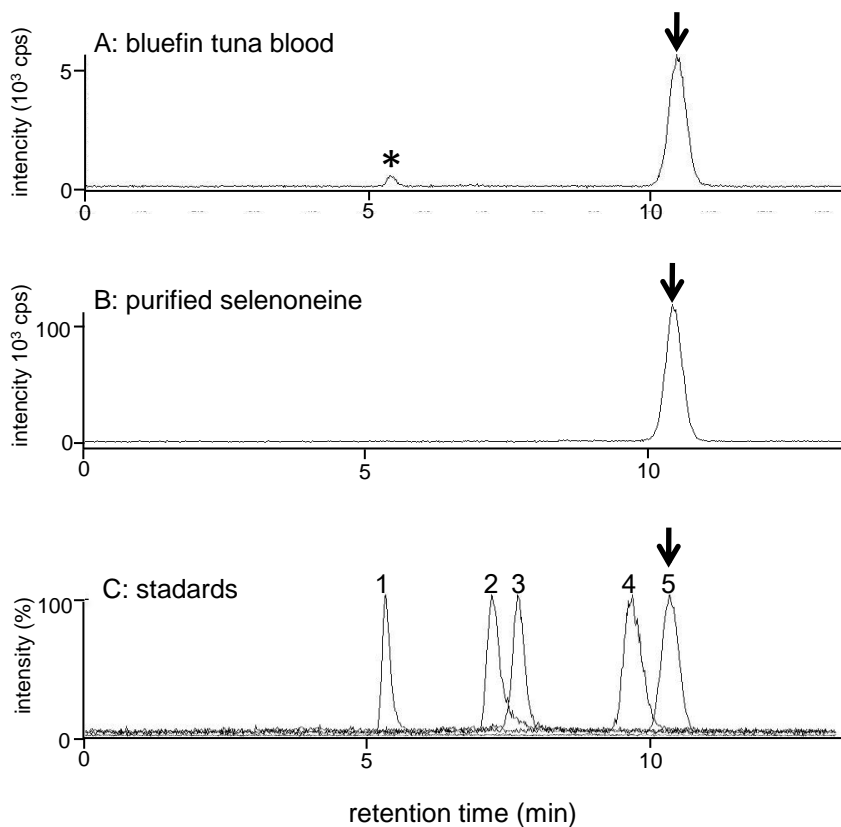 A: bluefin tuna blood
intencity (10³ cps)
5
0
*
0
5
10
B: purified selenoneine
intencity 10³ cps)
100
0
0
5
10
C: stadards
intensity (%)
100
0
1 2 3 4 5
0
5
10
retention time (min)